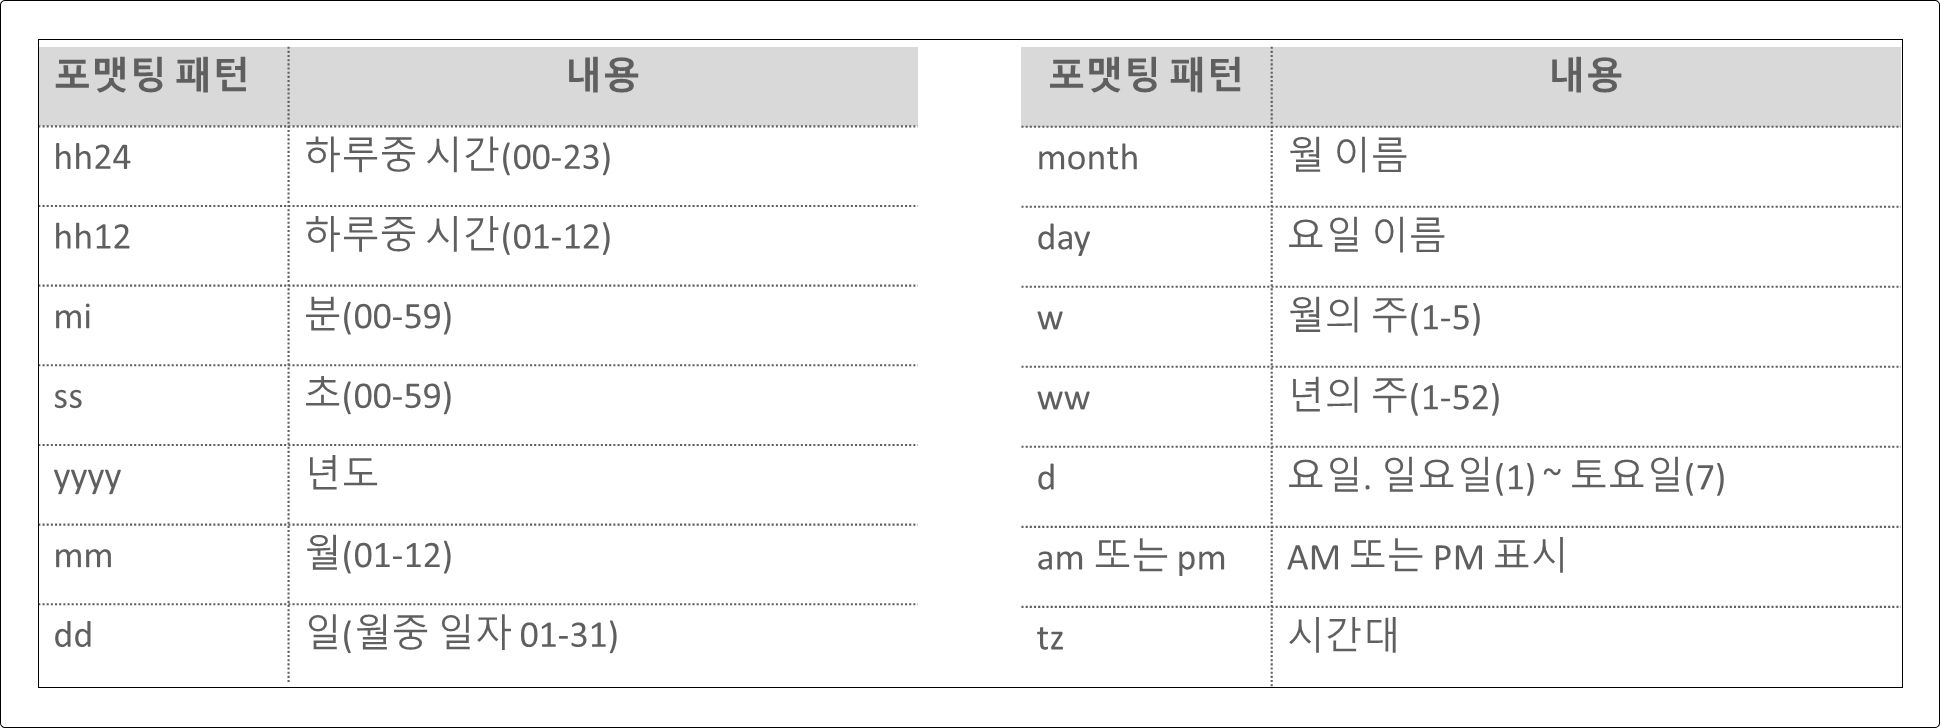 포맷팅 패턴 내용
hh24 하루중 시간(00-23)
hh12 하루중 시간(01-12)
mi 분(00-59)
ss 초(00-59)
yyyy 년도
mm 월(01-12)
dd 일(월중 일자 01-31)
포맷팅 패턴 내용
month 월 이름
day 요일 이름
w 월의 주(1-5)
ww 년의 주(1-52)
d 요일. 일요일(1) ~ 토요일(7)
am 또는 pm AM 또는 PM 표시
tz 시간대